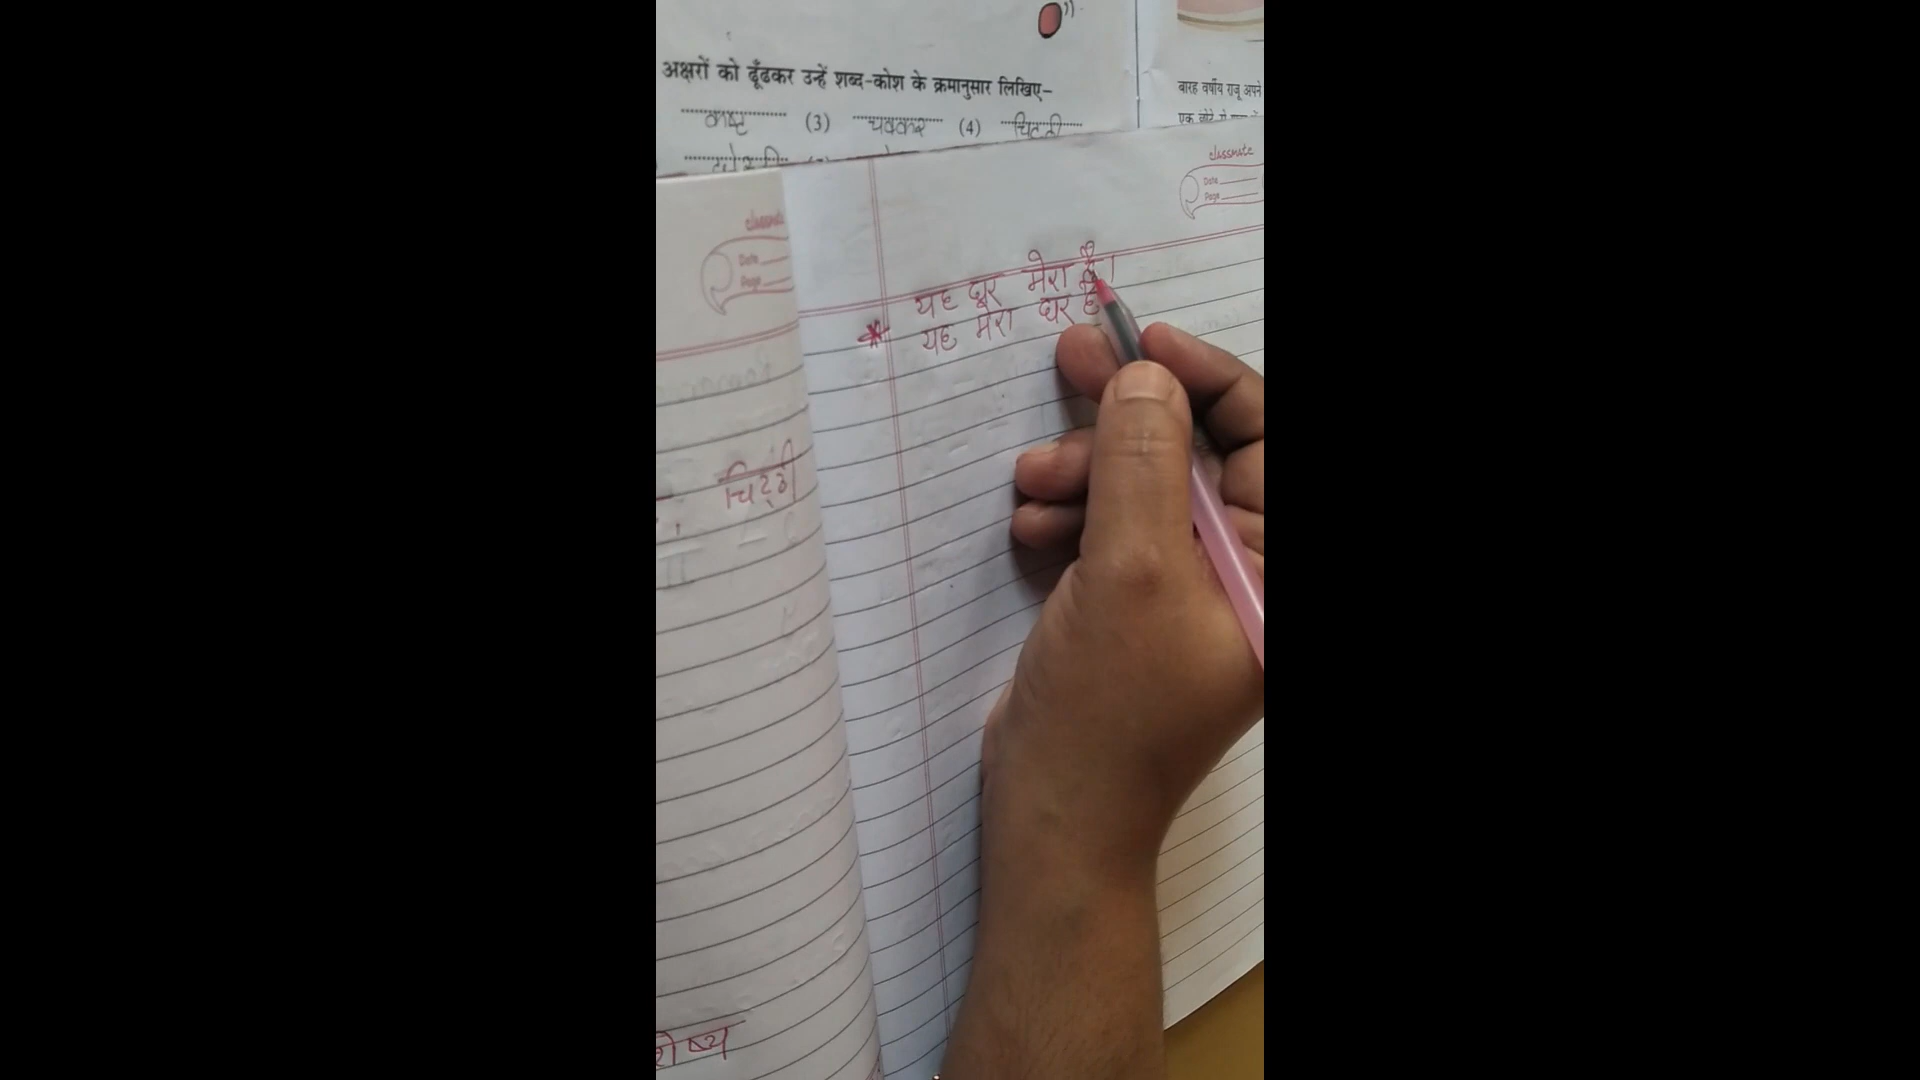 अक्षरों को ढूँढकर उन्हें शब्द-कोश के क्रमानुसार लिखिए-
कष्ट (3) चक्कर (4)
बारह वर्षीय राजू अपने
classmate
Date
Page
classmate
Date
Page
यह घर मेरा है।
* यह मेरा घर है
चिट्ठी